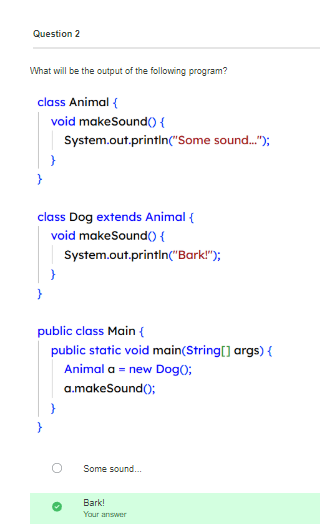 Question 2
What will be the output of the following program?
class Animal {
void makeSound() {
System.out.println("Some sound...");
}
}
class Dog extends Animal {
void makeSound() {
System.out.println("Bark!");
}
}
public class Main {
public static void main(String[] args) {
Animal a = new Dog();
a.makeSound();
}
}
Some sound...
Bark!
Your answer